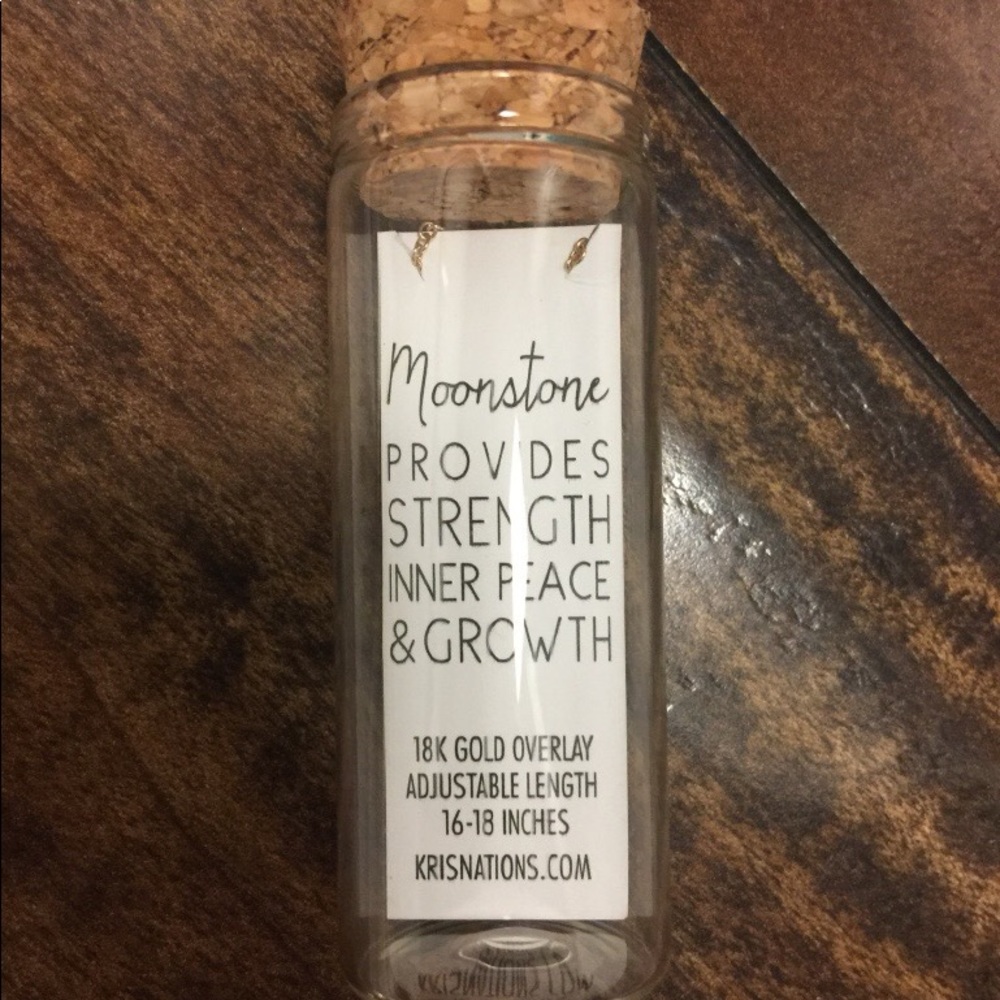 Moonstone
PROVIDES
STRENGTH
INNER PEACE
& GROWTH
18K GOLD OVERLAY
ADJUSTABLE LENGTH
16-18 INCHES
KRISNATIONS.COM